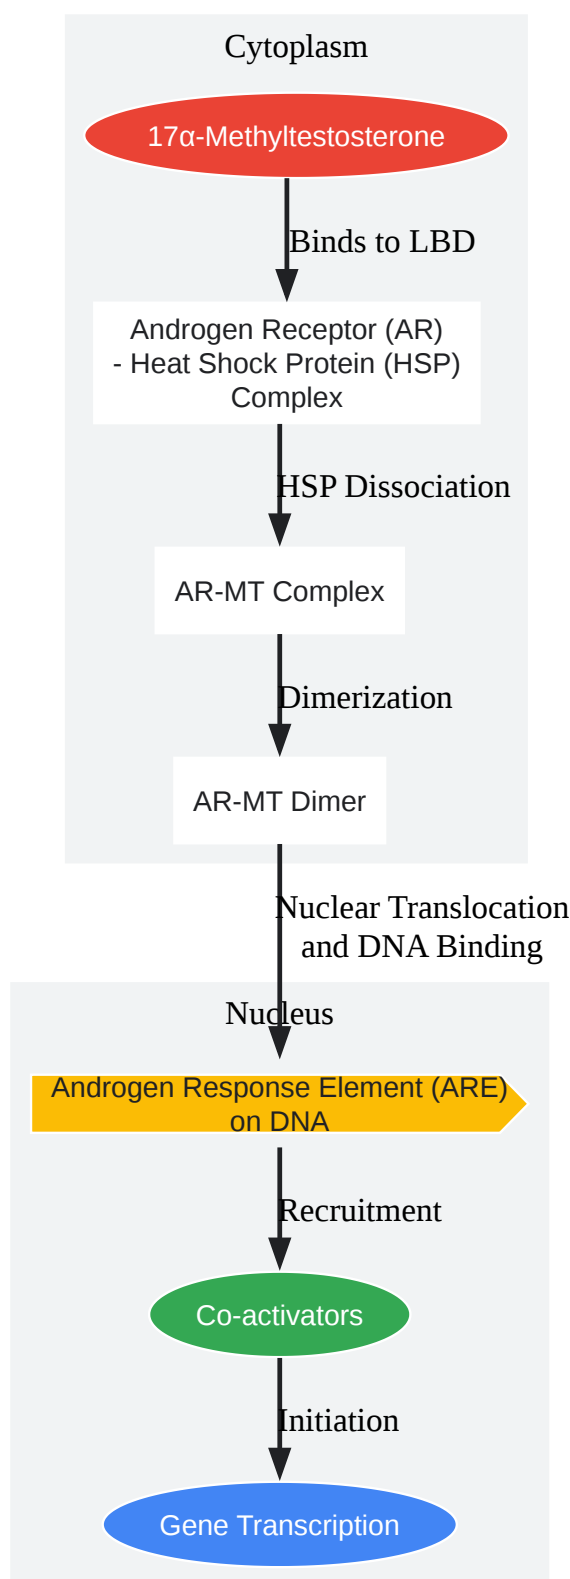 Cytoplasm
17α-Methyltestosterone
Binds to LBD
Androgen Receptor (AR)
- Heat Shock Protein (HSP)
Complex
HSP Dissociation
AR-MT Complex
Dimerization
AR-MT Dimer
Nuclear Translocation
and DNA Binding
Nucleus
Androgen Response Element (ARE)
on DNA
Recruitment
Co-activators
Initiation
Gene Transcription